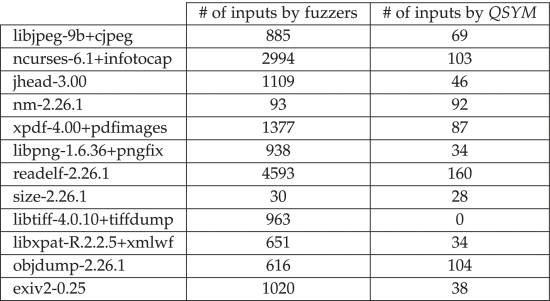 # of inputs by fuzzers # of inputs by QSYM
libjpeg-9b+cjpeg 885 69
ncurses-6.1+infotocap 2994 103
jhead-3.00 1109 46
nm-2.26.1 93 92
xpdf-4.00+pdfimages 1377 87
libpng-1.6.36+pngfix 938 34
readelf-2.26.1 4593 160
size-2.26.1 30 28
libtiff-4.0.10+tiffdump 963 0
libxpat-R.2.2.5+xmlwf 651 34
objdump-2.26.1 616 104
exiv2-0.25 1020 38